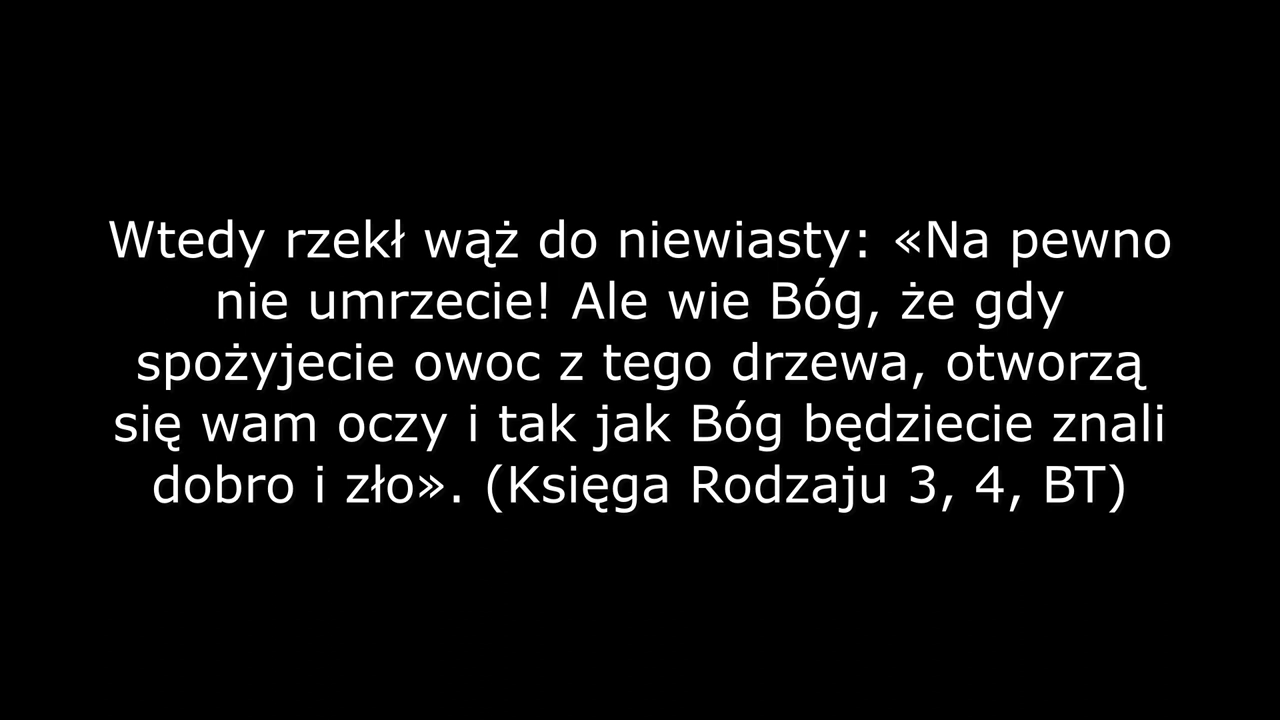 Wtedy rzekł wąż do niewiasty: «Na pewno
nie umrzecie! Ale wie Bóg, że gdy
spożyjecie owoc z tego drzewa, otworzą
się wam oczy i tak jak Bóg będziecie znali
dobro i zło». (Księga Rodzaju 3, 4, BT)